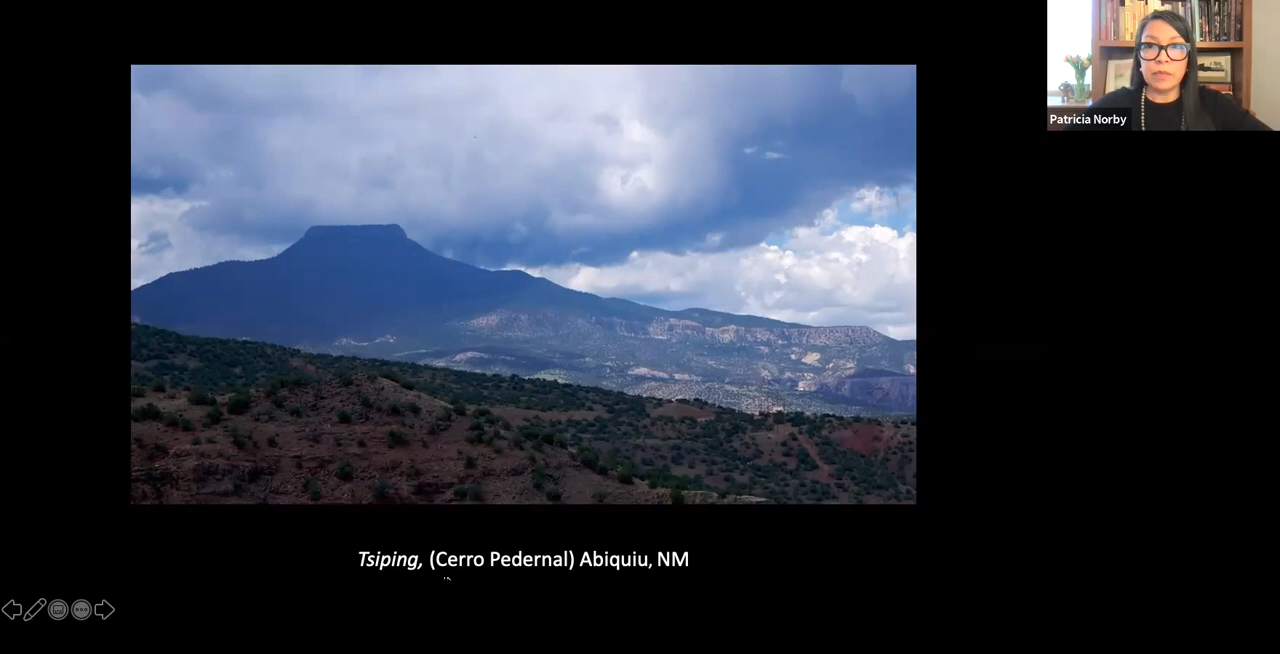 Patricia Norby
Tsiping, (Cerro Pedernal) Abiquiu, NM